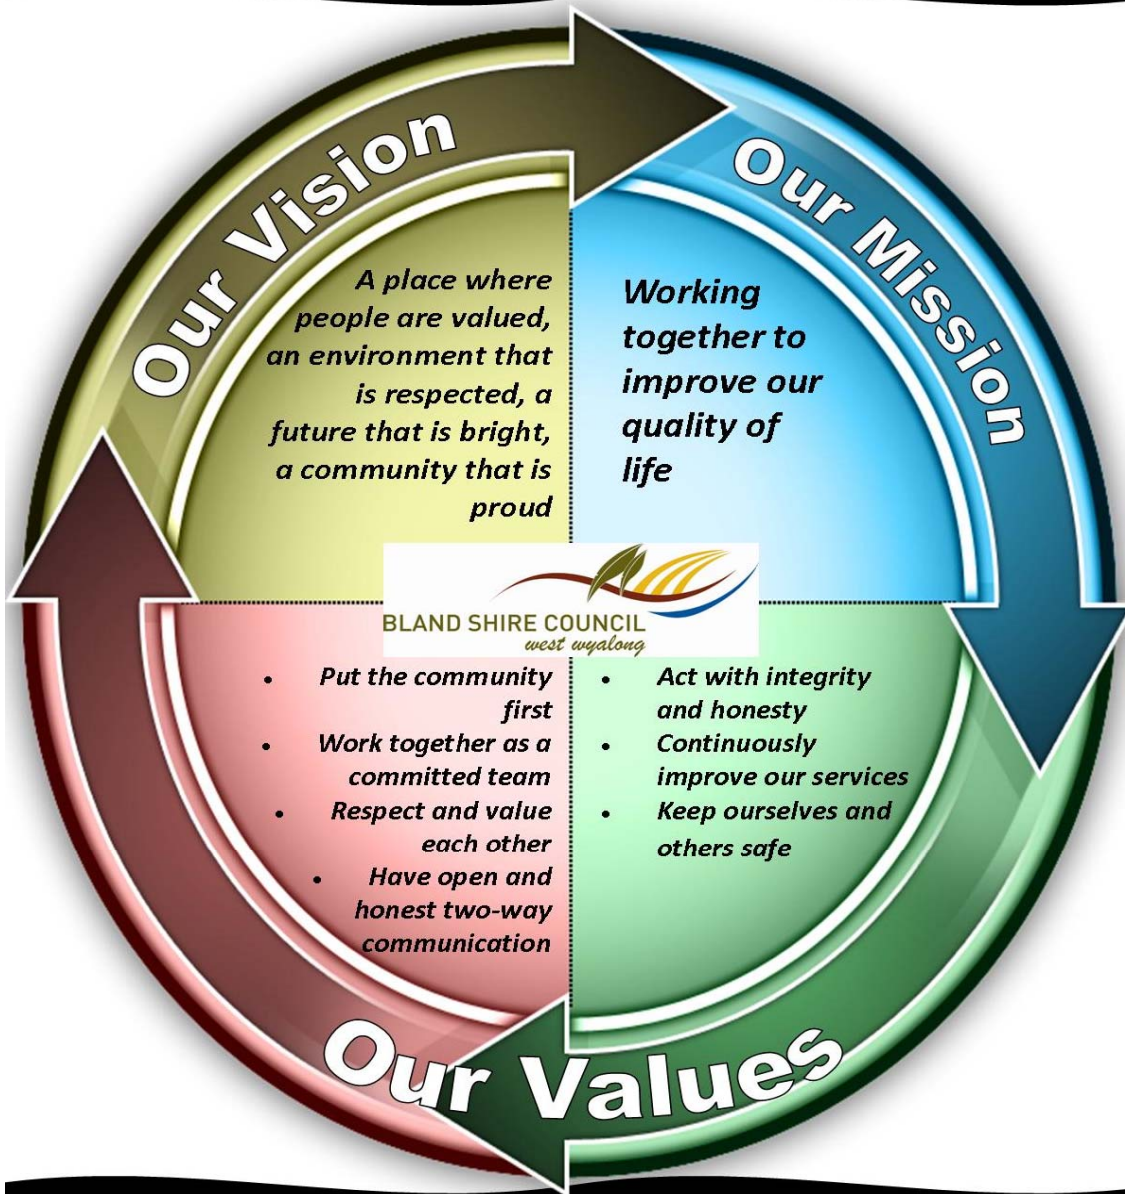 Our Vision
A place where
people are valued,
an environment that
is respected, a
future that is bright,
a community that is
proud
Our Mission
Working
together to
improve our
quality of
life
BLAND SHIRE COUNCIL
west wyalong
• Put the community
first
• Work together as a
committed team
• Respect and value
each other
• Have open and
honest two-way
communication
• Act with integrity
and honesty
• Continuously
improve our services
• Keep ourselves and
others safe
Our Values